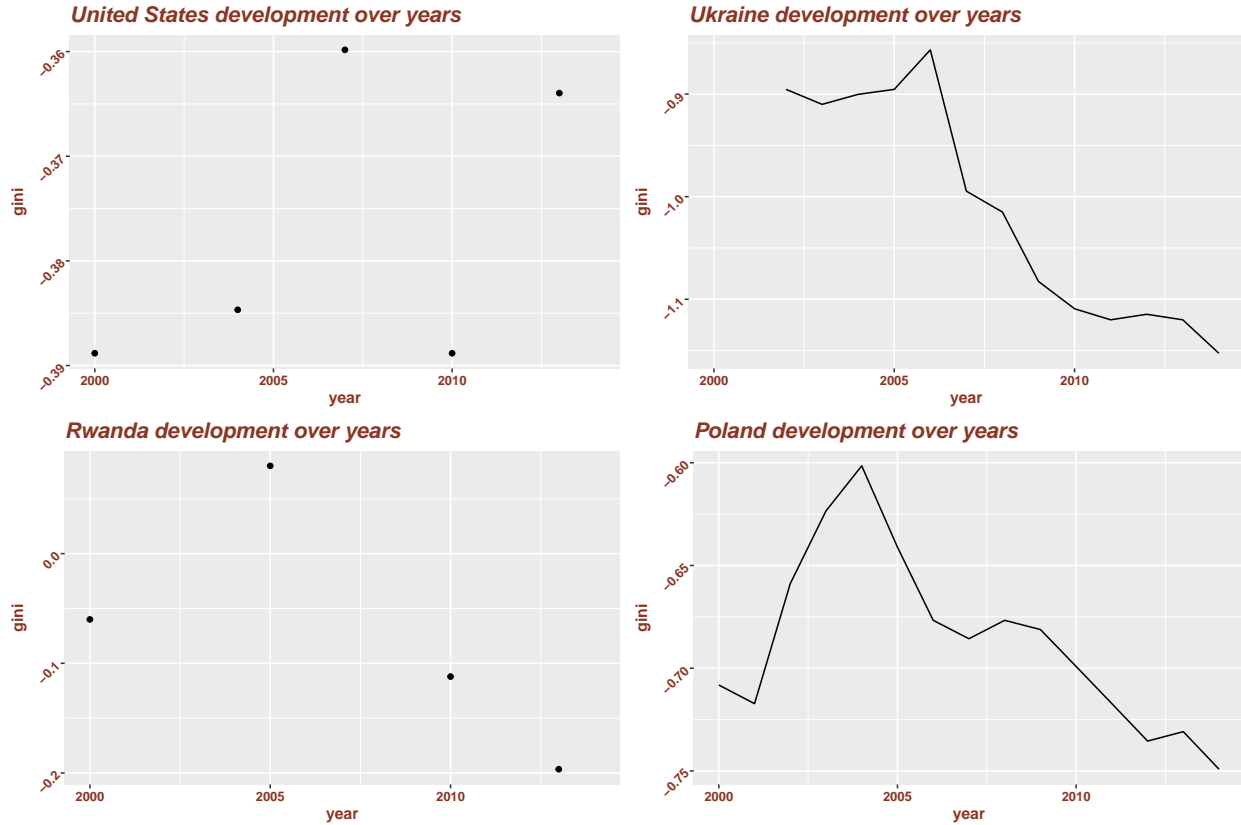 United States development over years
gini
−0.36
−0.37
−0.38
−0.39
2000 2005 2010
year
Ukraine development over years
gini
−0.9
−1.0
−1.1
2000 2005 2010
year
Rwanda development over years
gini
0.0
−0.1
−0.2
2000 2005 2010
year
Poland development over years
gini
−0.60
−0.65
−0.70
−0.75
2000 2005 2010
year